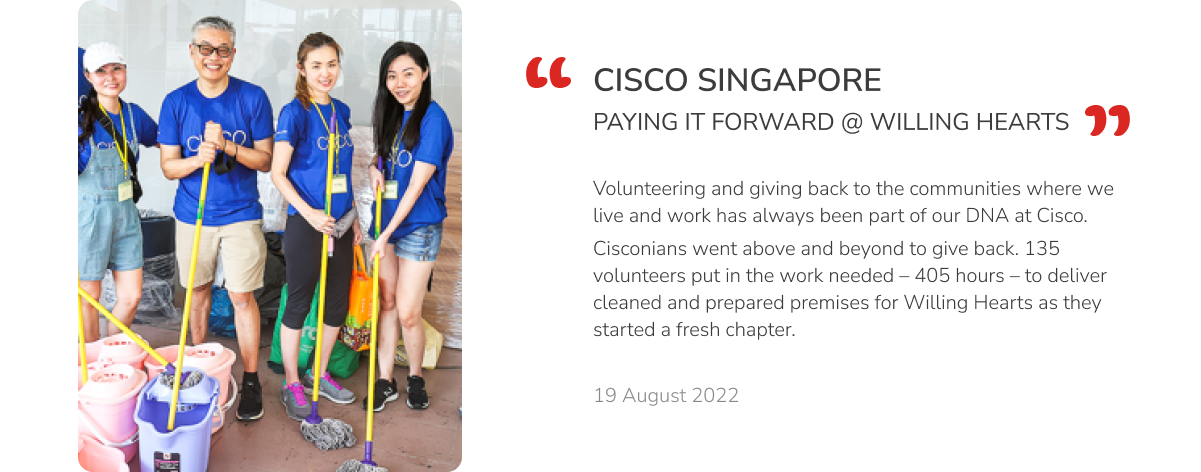 CISCO SINGAPORE
PAYING IT FORWARD @ WILLING HEARTS
Volunteering and giving back to the communities where we
live and work has always been part of our DNA at Cisco.
Cisconians went above and beyond to give back. 135
volunteers put in the work needed – 405 hours – to deliver
cleaned and prepared premises for Willing Hearts as they
started a fresh chapter.
19 August 2022